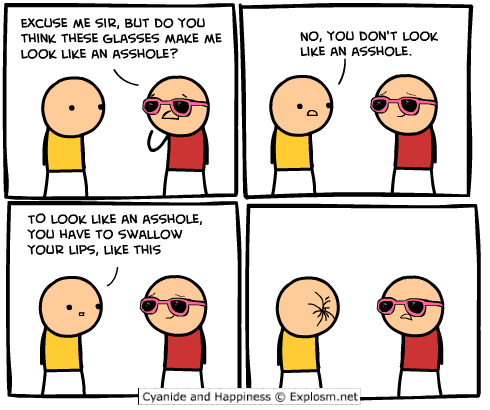 EXCUSE ME SIR, BUT DO YOU
THINK THESE GLASSES MAKE ME
LOOK LIKE AN ASSHOLE?
NO, YOU DON'T LOOK
LIKE AN ASSHOLE.
TO LOOK LIKE AN ASSHOLE,
YOU HAVE TO SWALLOW
YOUR LIPS, LIKE THIS
Cyanide and Happiness © Explosm.net